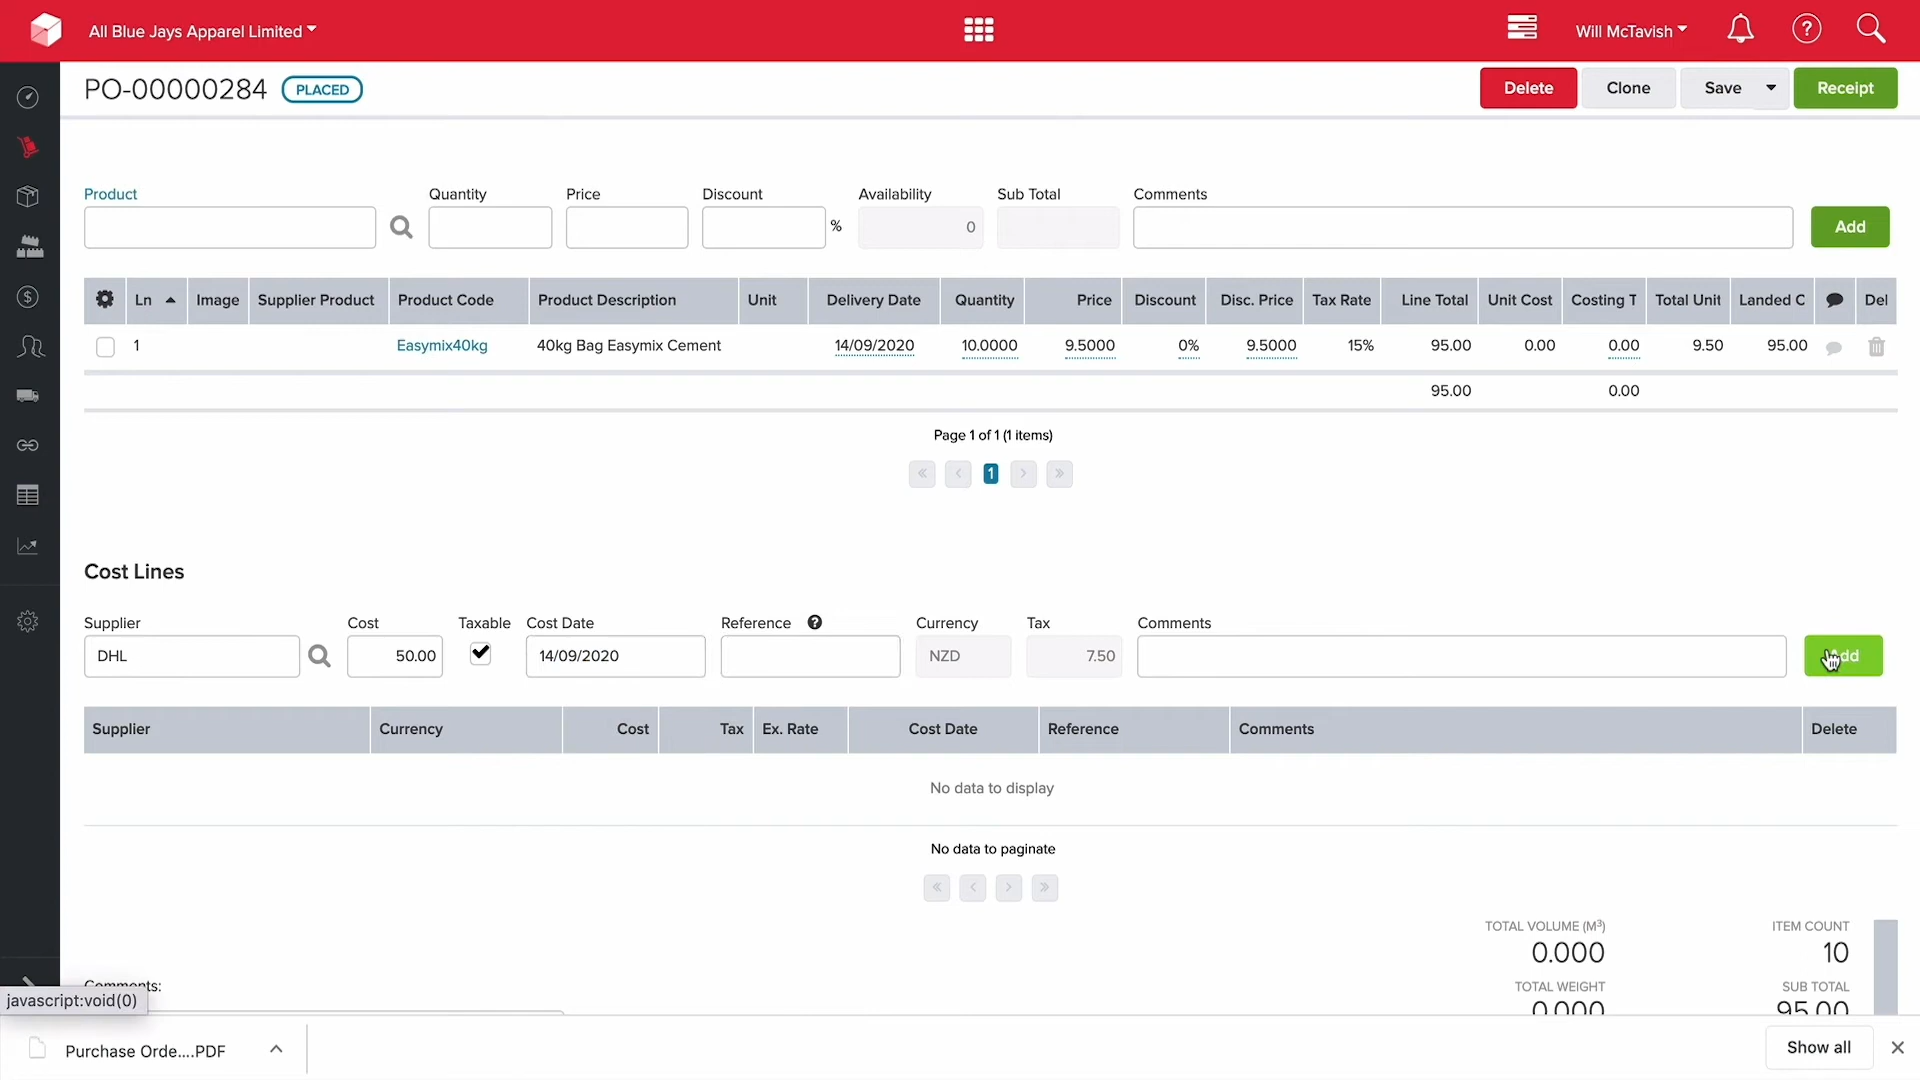 All Blue Jays Apparel Limited
Will McTavish
PO-00000284 PLACED
Delete Clone Save Receipt
Product Quantity Price Discount Availability Sub Total Comments
% 0 Add
Ln Image Supplier Product Product Code Product Description Unit Delivery Date Quantity Price Discount Disc. Price Tax Rate Line Total Unit Cost Costing T Total Unit Landed C Del
1 Easymix40kg 40kg Bag Easymix Cement 14/09/2020 10.0000 9.5000 0% 9.5000 15% 95.00 0.00 0.00 9.50 95.00
95.00 0.00
Page 1 of 1 (1 items)
« ‹ 1 › »
Cost Lines
Supplier Cost Taxable Cost Date Reference ? Currency Tax Comments
DHL 50.00 14/09/2020 NZD 7.50 Add
Supplier Currency Cost Tax Ex. Rate Cost Date Reference Comments Delete
No data to display
No data to paginate
« ‹ › »
TOTAL VOLUME (M³) ITEM COUNT
0.000 10
Comments:
TOTAL WEIGHT SUB TOTAL
0.000 95.00
javascript:void(0)
Purchase Orde....PDF
Show all